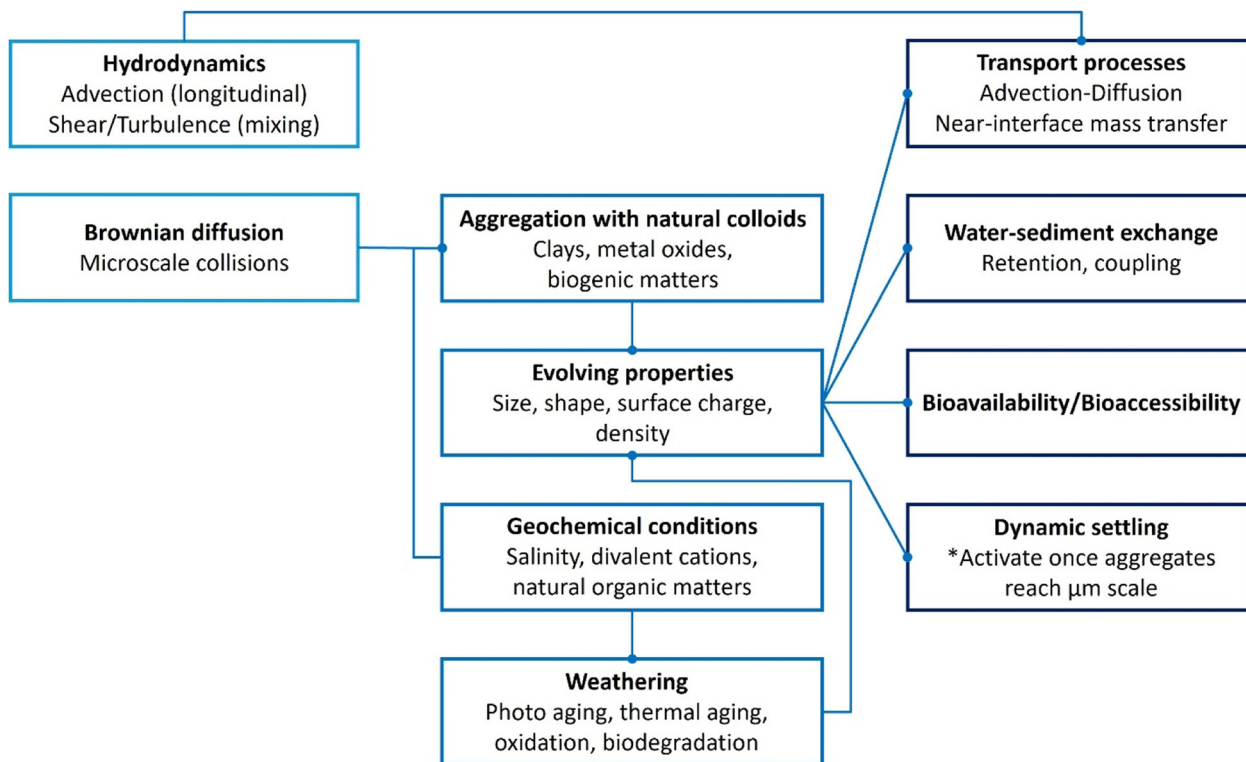 Hydrodynamics
Advection (longitudinal)
Shear/Turbulence (mixing)
Transport processes
Advection-Diffusion
Near-interface mass transfer
Brownian diffusion
Microscale collisions
Aggregation with natural colloids
Clays, metal oxides,
biogenic matters
Water-sediment exchange
Retention, coupling
Evolving properties
Size, shape, surface charge,
density
Bioavailability/Bioaccessibility
Geochemical conditions
Salinity, divalent cations,
natural organic matters
Dynamic settling
*Activate once aggregates
reach μm scale
Weathering
Photo aging, thermal aging,
oxidation, biodegradation